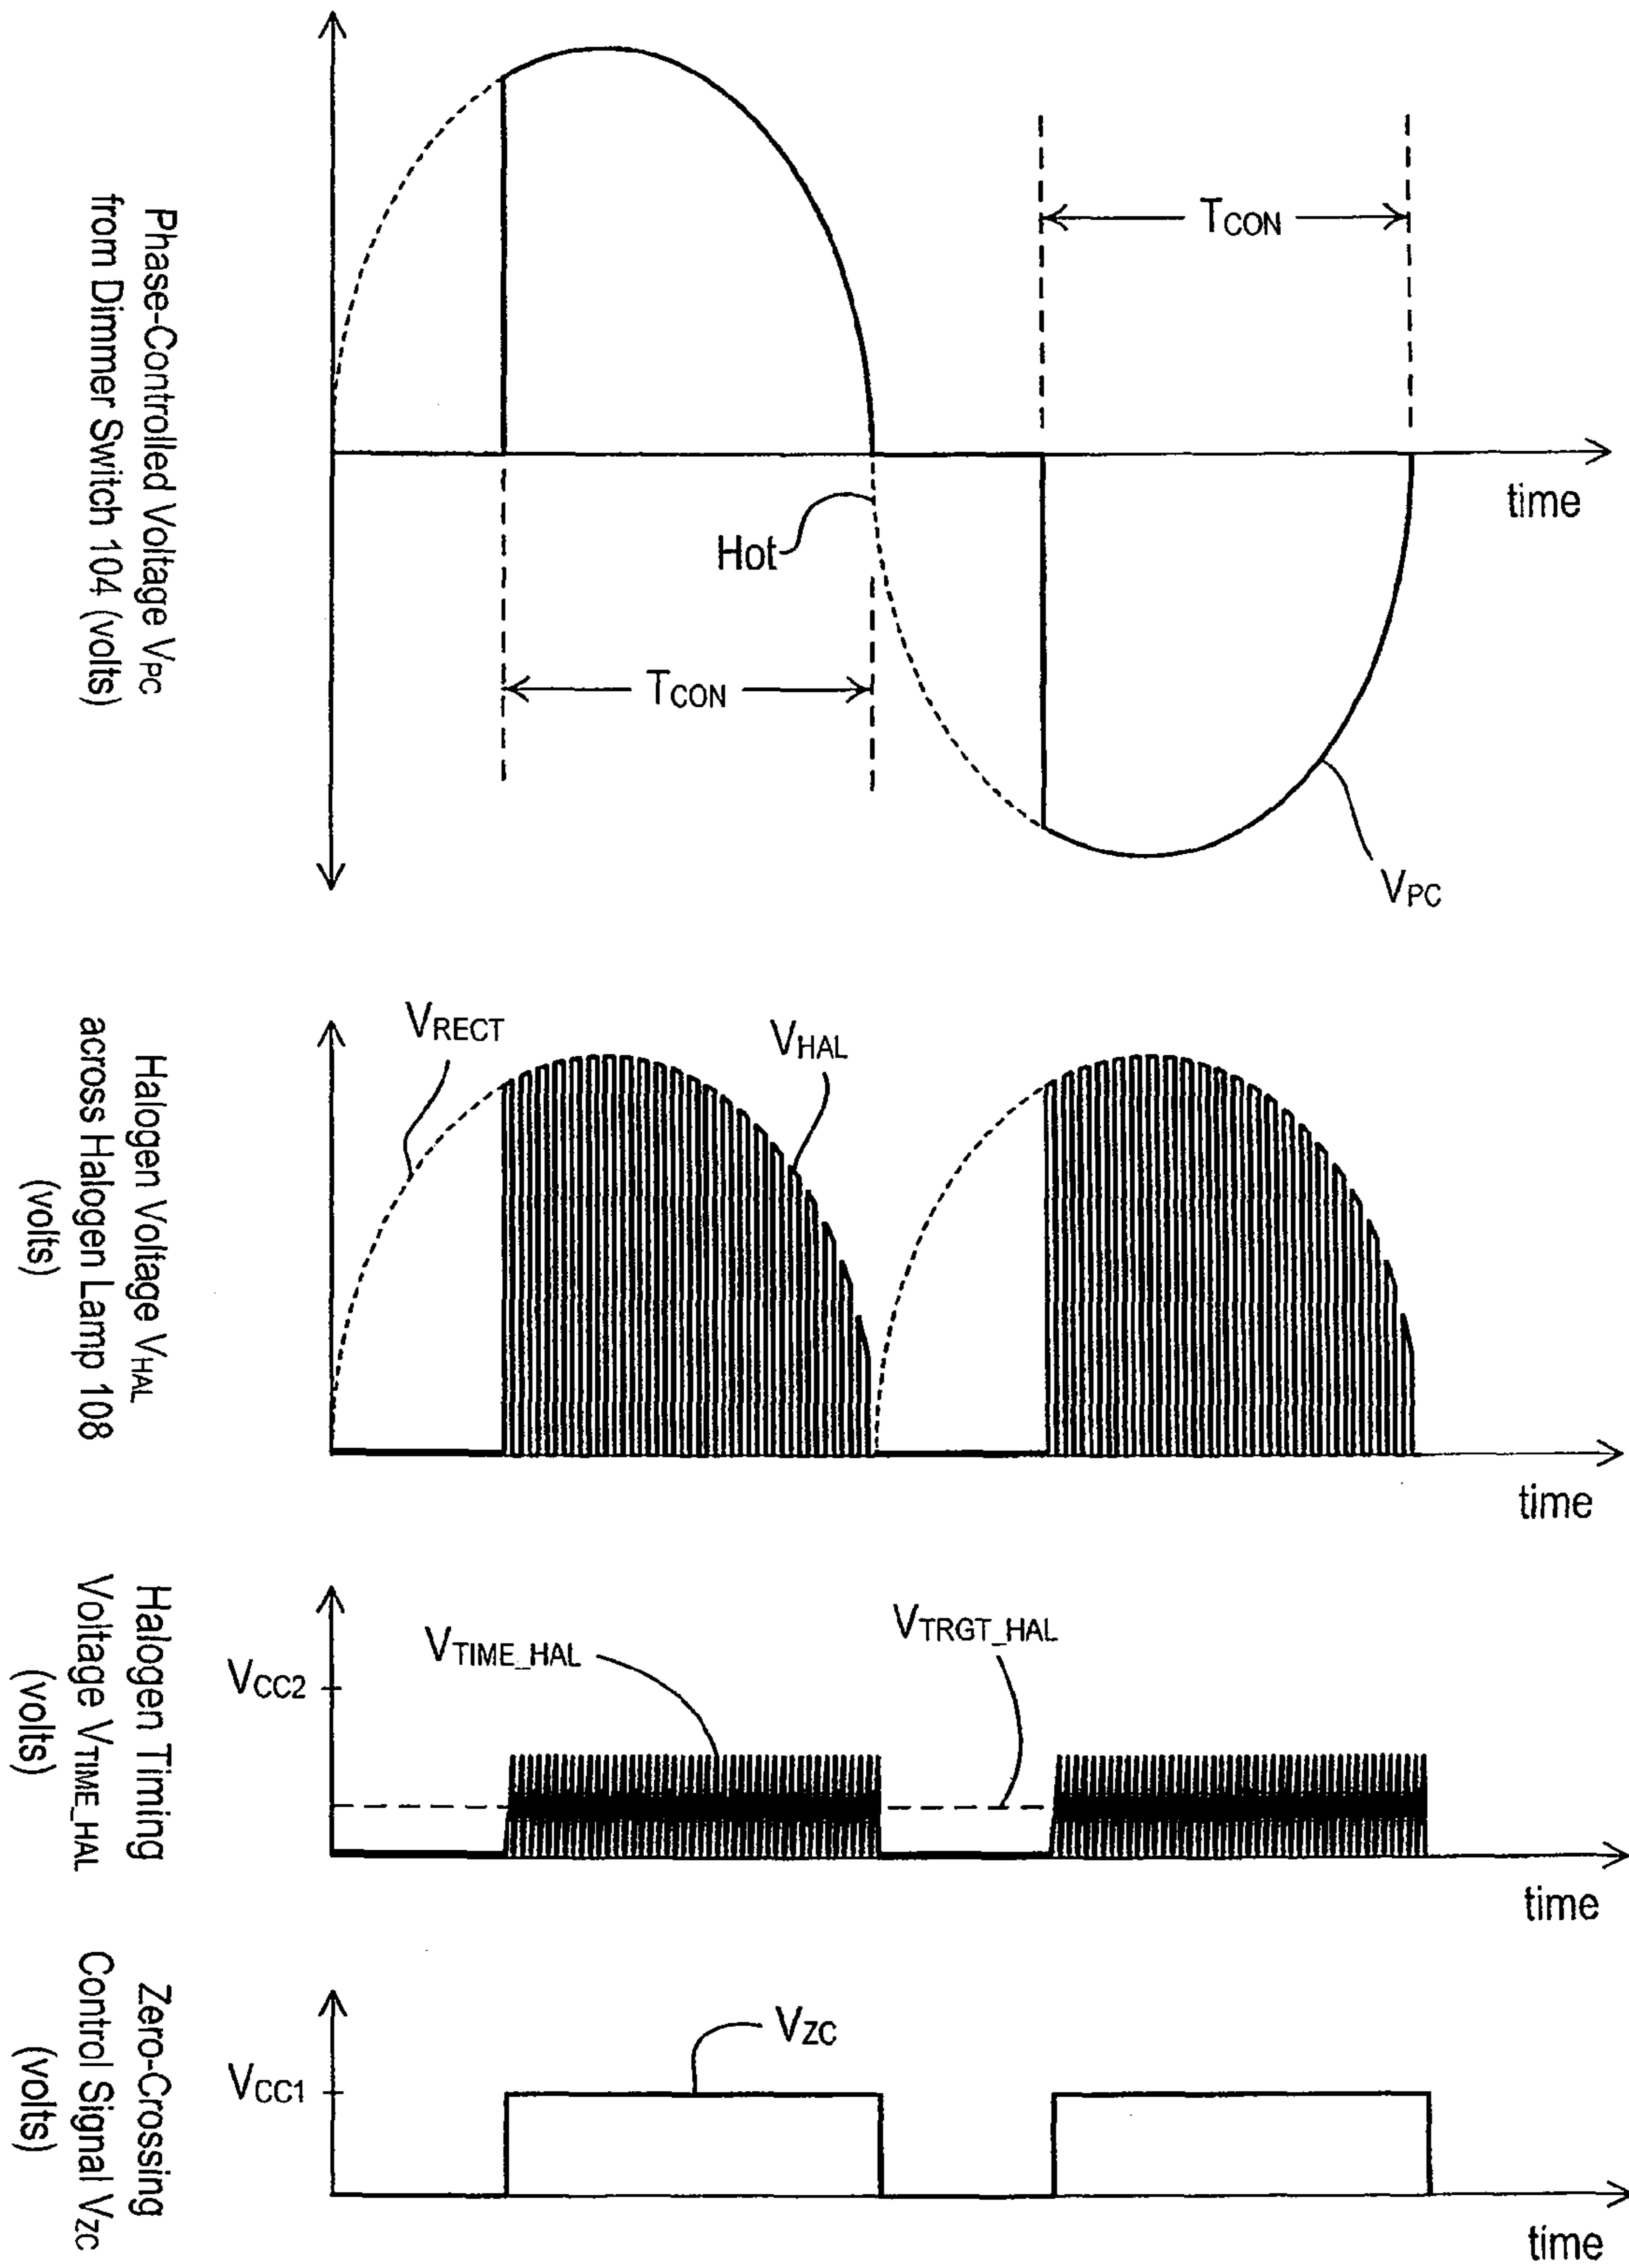 Phase-Controlled Voltage VPC
from Dimmer Switch 104 (volts)
TCON
time
Hot
TCON
VPC
Halogen Voltage VHAL
across Halogen Lamp 108
(volts)
VRECT
VHAL
time
Halogen Timing
Voltage VTIME_HAL
(volts)
VCC2
VTIME_HAL
VTRGT_HAL
time
Zero-Crossing
Control Signal VZC
(volts)
VCC1
VZC
time